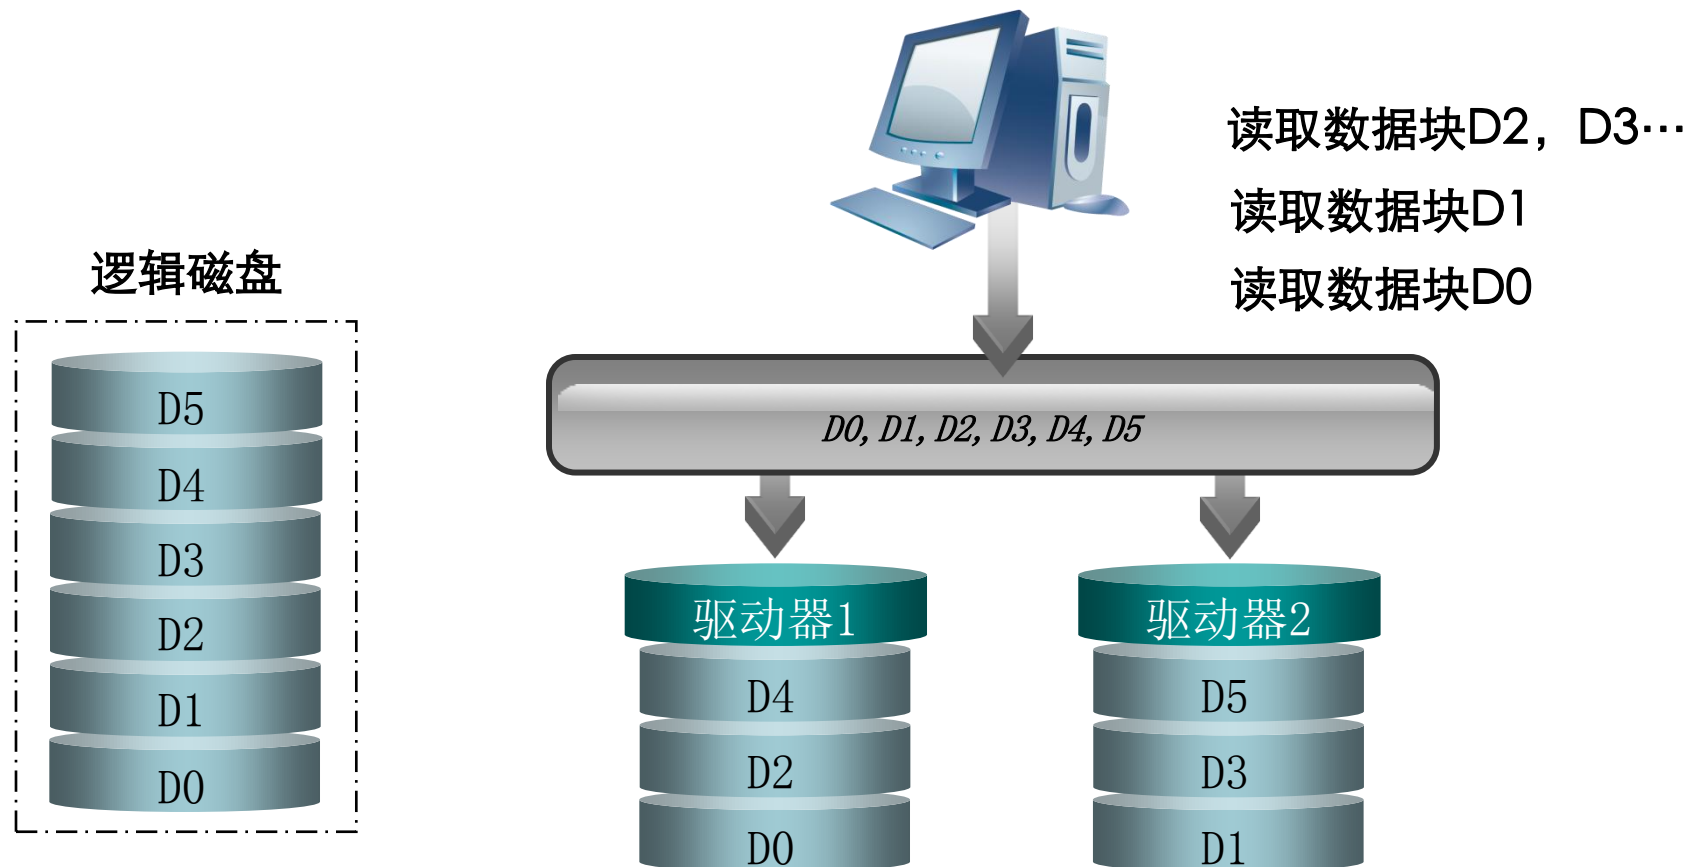 读取数据块D2，D3…
读取数据块D1
读取数据块D0
逻辑磁盘
D5
D4
D3
D2
D1
D0
D0, D1, D2, D3, D4, D5
驱动器1
D4
D2
D0
驱动器2
D5
D3
D1